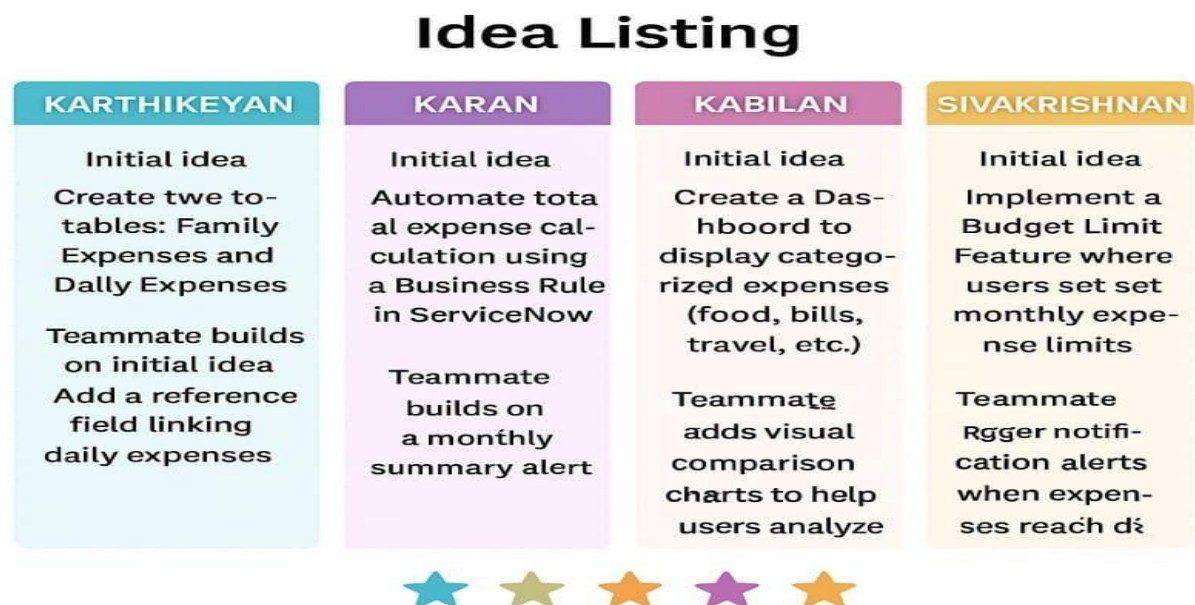 Idea Listing
KARTHIKEYAN
Initial idea
Create twe to-
tables: Family
Expenses and
Dally Expenses
Teammate builds
on initial idea
Add a reference
field linking
daily expenses
KARAN
Initial idea
Automate tota
al expense cal-
culation using
a Business Rule
in ServiceNow
Teammate
builds on
a monthly
summary alert
KABILAN
Initial idea
Create a Das-
hboord to
display catego-
rized expenses
(food, bills,
travel, etc.)
Teammate
adds visual
comparison
charts to help
users analyze
SIVAKRISHNAN
Initial idea
Implement a
Budget Limit
Feature where
users set set
monthly expe-
nse limits
Teammate
notifi-
cation alerts
when expen-
ses reach